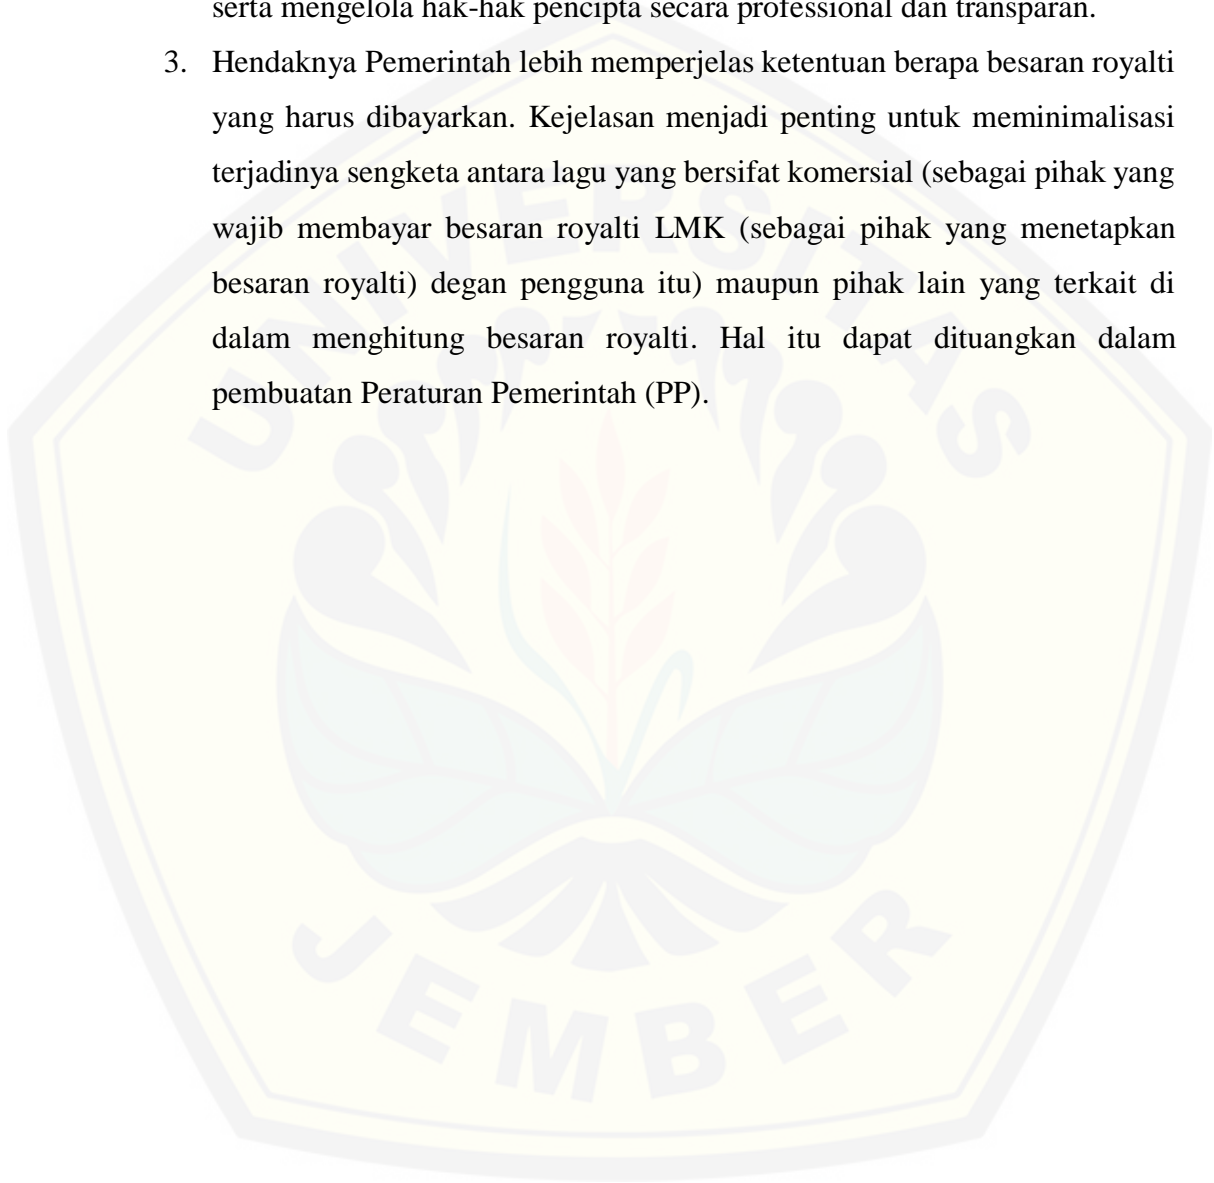 serta mengelola hak-hak pencipta secara professional dan transparan.
3. Hendaknya Pemerintah lebih memperjelas ketentuan berapa besaran royalti
yang harus dibayarkan. Kejelasan menjadi penting untuk meminimalisasi
terjadinya sengketa antara lagu yang bersifat komersial (sebagai pihak yang
wajib membayar besaran royalti LMK (sebagai pihak yang menetapkan
besaran royalti) degan pengguna itu) maupun pihak lain yang terkait di
dalam menghitung besaran royalti. Hal itu dapat dituangkan dalam
pembuatan Peraturan Pemerintah (PP).
UNIVERSITAS
JEMBER